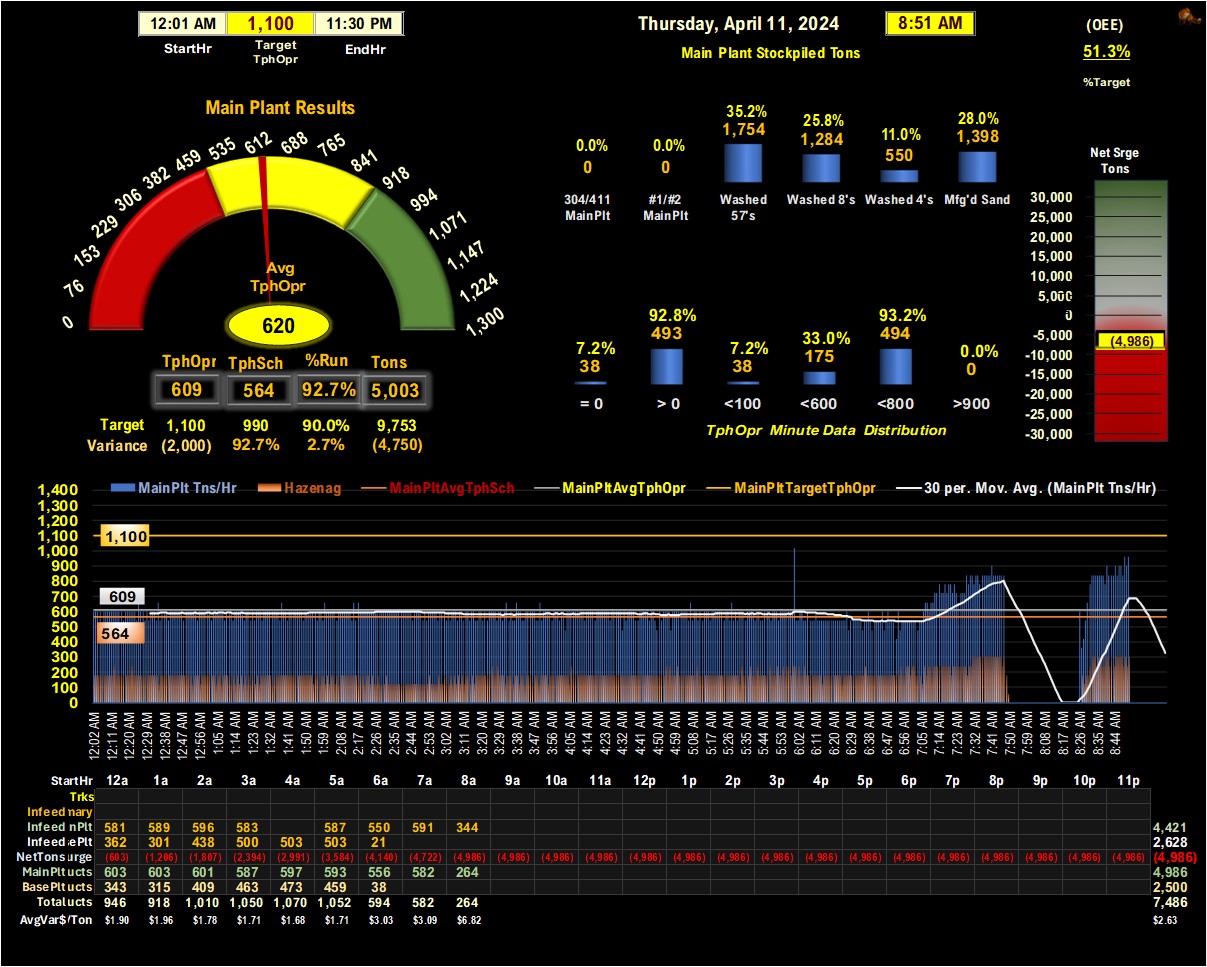 12:01 AM 1,100 11:30 PM
StartHr Target TphOpr EndHr
Thursday, April 11, 2024 8:51 AM
Main Plant Stockpiled Tons
(OEE)
51.3%
%Target
Main Plant Results
0 76 153 229 306 382 459 535 612 688 765 841 918 994 1,071 1,147 1,224 1,300
Avg
TphOpr
620
TphOpr TphSch %Run Tons
609 564 92.7% 5,003
Target 1,100 990 90.0% 9,753
Variance (2,000) 92.7% 2.7% (4,750)
0.0% 0.0% 35.2% 25.8% 11.0% 28.0%
0 0 1,754 1,284 550 1,398
304/411 #1/#2 Washed Washed 8's Washed 4's Mfg'd Sand
MainPlt MainPlt 57's
7.2% 92.8% 7.2% 33.0% 93.2% 0.0%
38 493 38 175 494 0
= 0 > 0 <100 <600 <800 >900
TphOpr Minute Data Distribution
Net Srge
Tons
30,000
25,000
20,000
15,000
10,000
5,000
0
-5,000
-10,000
-15,000
-20,000
-25,000
-30,000
(4,986)
MainPlt Tns/Hr Hazenag MainPltAvgTphSch MainPltAvgTphOpr MainPltTargetTphOpr 30 per. Mov. Avg. (MainPlt Tns/Hr)
1,400
1,300
1,200
1,100
1,000
900
800
700
600
500
400
300
200
100
0
1,100
609
564
12:02 AM 12:11 AM 12:20 AM 12:29 AM 12:38 AM 12:47 AM 12:56 AM 1:05 AM 1:14 AM 1:23 AM 1:32 AM 1:41 AM 1:50 AM 1:59 AM 2:08 AM 2:17 AM 2:26 AM 2:35 AM 2:44 AM 2:53 AM 3:02 AM 3:11 AM 3:20 AM 3:29 AM 3:38 AM 3:47 AM 3:56 AM 4:05 AM 4:14 AM 4:23 AM 4:32 AM 4:41 AM 4:50 AM 4:59 AM 5:08 AM 5:17 AM 5:26 AM 5:35 AM 5:44 AM 5:53 AM 6:02 AM 6:11 AM 6:20 AM 6:29 AM 6:38 AM 6:47 AM 6:56 AM 7:05 AM 7:14 AM 7:23 AM 7:32 AM 7:41 AM 7:50 AM 7:59 AM 8:08 AM 8:17 AM 8:26 AM 8:35 AM 8:44 AM
StartHr 12a 1a 2a 3a 4a 5a 6a 7a 8a 9a 10a 11a 12p 1p 2p 3p 4p 5p 6p 7p 8p 9p 10p 11p
Trks
Infeed nary
Infeed nPlt 581 589 596 583 587 550 591 344 4,421
Infeed ePlt 362 301 438 500 503 503 21 2,628
NetTons urge (603) (1,206) (1,807) (2,394) (2,991) (3,584) (4,140) (4,722) (4,986) (4,986) (4,986) (4,986) (4,986) (4,986) (4,986) (4,986) (4,986) (4,986) (4,986) (4,986) (4,986) (4,986) (4,986) (4,986) (4,986)
MainPlt ucts 603 603 601 587 597 593 556 582 264 4,986
BasePlt ucts 343 315 409 463 473 459 38 2,500
Total ucts 946 918 1,010 1,050 1,070 1,052 594 582 264 7,486
AvgVar$/Ton $1.90 $1.96 $1.78 $1.71 $1.68 $1.71 $3.03 $3.09 $6.82 $2.63